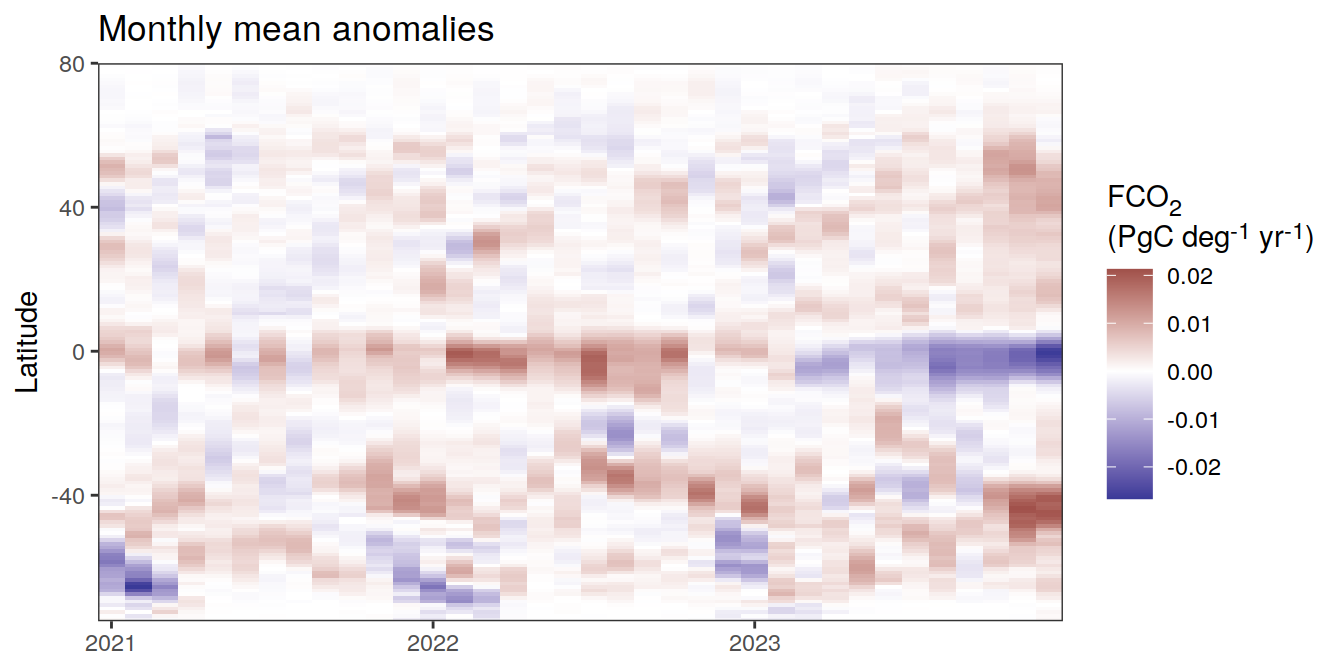 Monthly mean anomalies
80
40
0
-40
Latitude
2021 2022 2023
FCO₂
(PgC deg⁻¹ yr⁻¹)
0.02
0.01
0.00
-0.01
-0.02